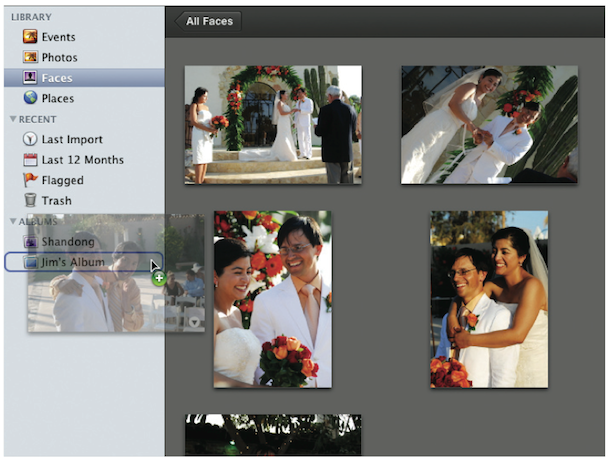 LIBRARY
Events
Photos
Faces
Places
RECENT
Last Import
Last 12 Months
Flagged
Trash
ALBUMS
Shandong
Jim's Album
All Faces